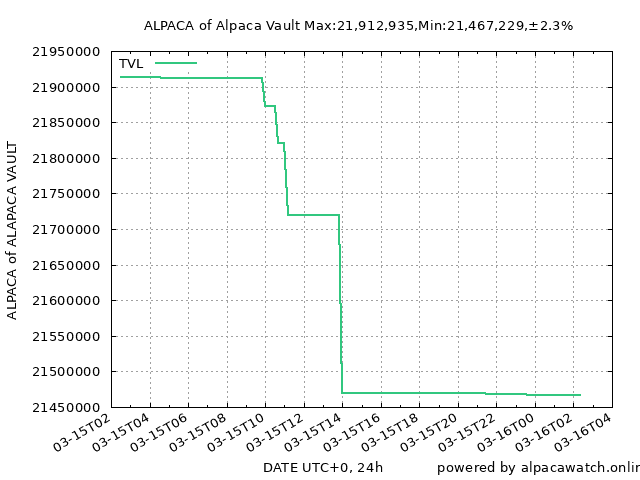 ALPACA of Alpaca Vault Max:21,912,935,Min:21,467,229,±2.3%
TVL
21950000
21900000
21850000
21800000
21750000
21700000
21650000
21600000
21550000
21500000
21450000
ALPACA of ALAPACA VAULT
03-15T02
03-15T04
03-15T06
03-15T08
03-15T10
03-15T12
03-15T14
03-15T16
03-15T18
03-15T20
03-15T22
03-16T00
03-16T02
03-16T04
DATE UTC+0, 24h
powered by alpacawatch.onlin